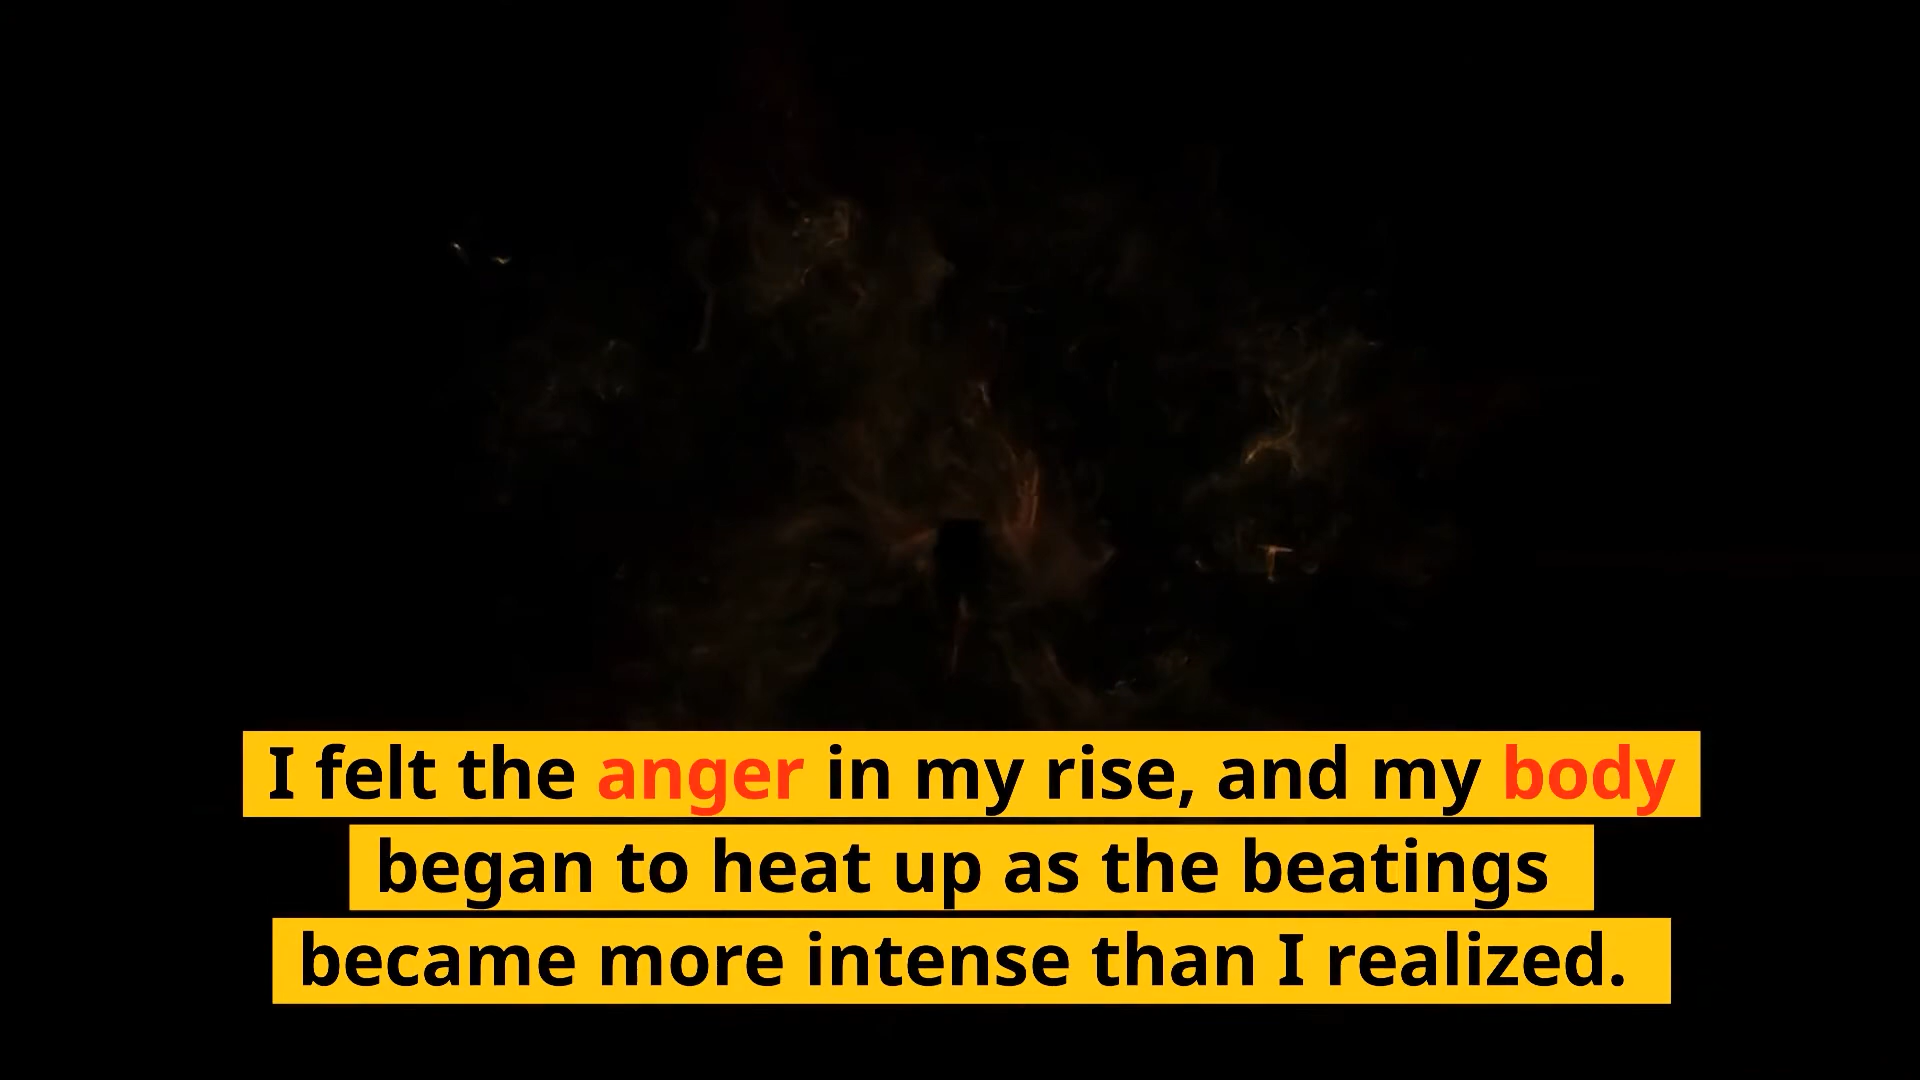 I felt the anger in my rise, and my body
began to heat up as the beatings
became more intense than I realized.